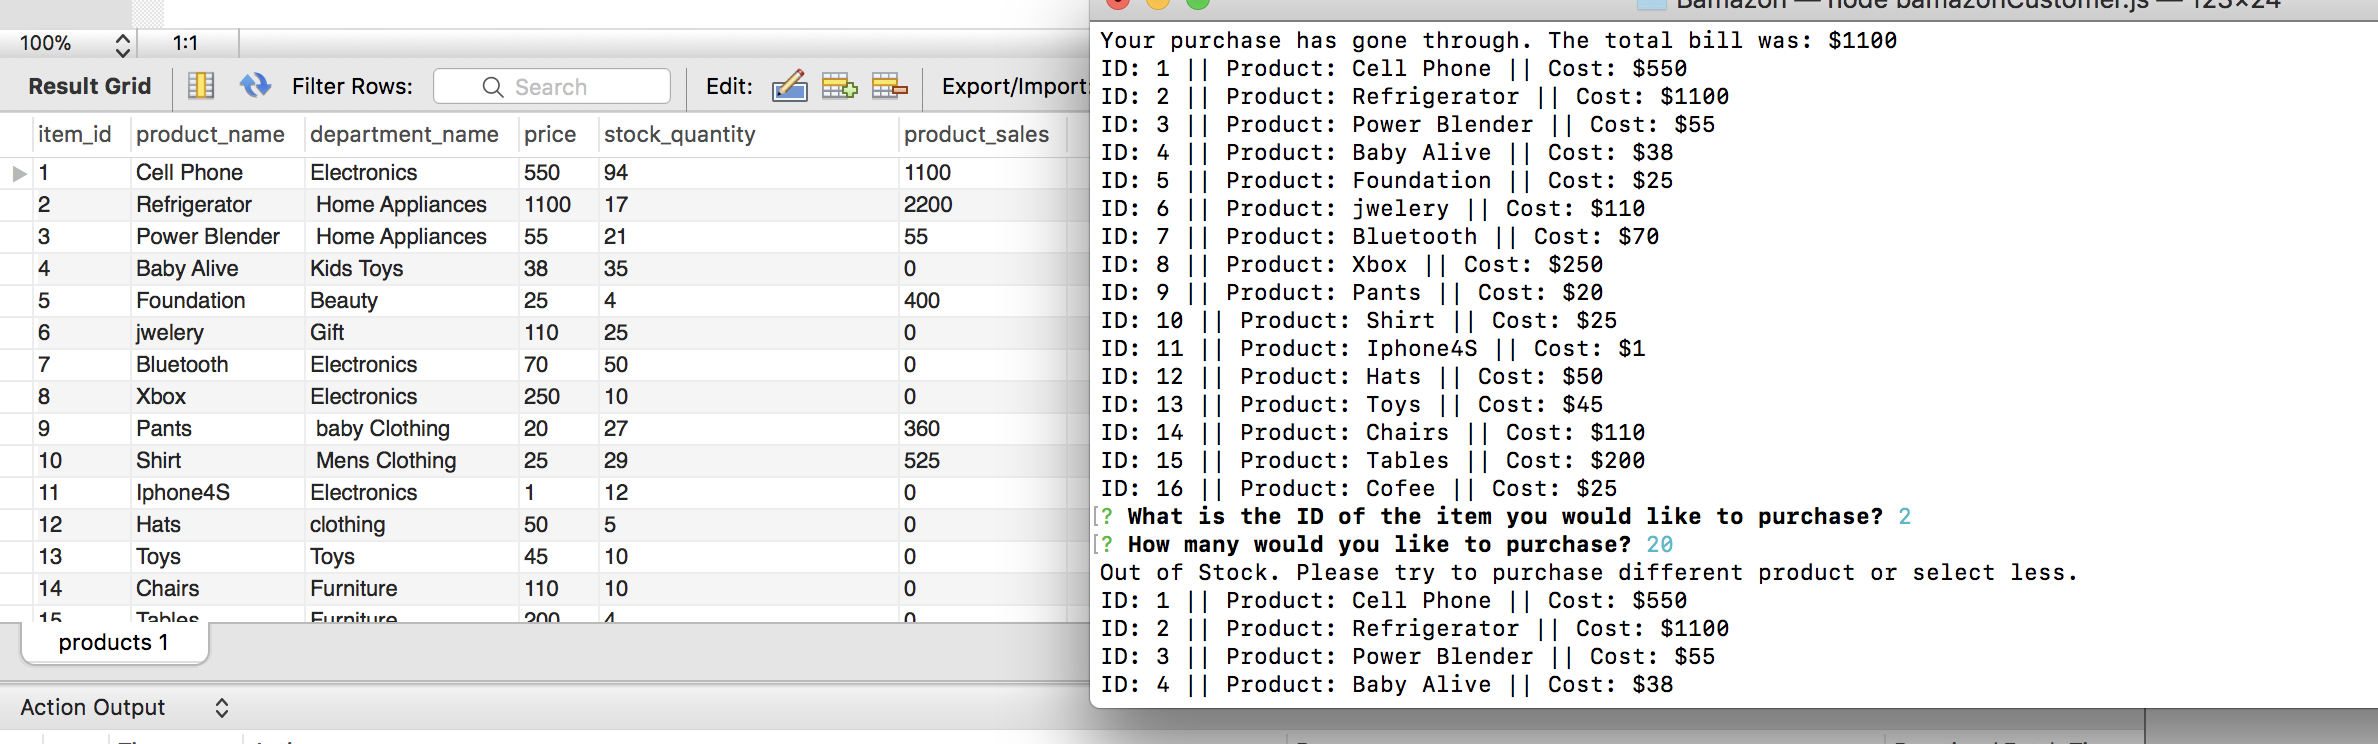 100% 1:1
Result Grid Filter Rows: Search Edit: Export/Import:
item_id product_name department_name price stock_quantity product_sales
1 Cell Phone Electronics 550 94 1100
2 Refrigerator Home Appliances 1100 17 2200
3 Power Blender Home Appliances 55 21 55
4 Baby Alive Kids Toys 38 35 0
5 Foundation Beauty 25 4 400
6 jwelery Gift 110 25 0
7 Bluetooth Electronics 70 50 0
8 Xbox Electronics 250 10 0
9 Pants baby Clothing 20 27 360
10 Shirt Mens Clothing 25 29 525
11 Iphone4S Electronics 1 12 0
12 Hats clothing 50 5 0
13 Toys Toys 45 10 0
14 Chairs Furniture 110 10 0
15 Tables Furniture 200 4 0
products 1
Action Output
Bamazon — node bamazonCustomer.js — 123×24
Your purchase has gone through. The total bill was: $1100
ID: 1 || Product: Cell Phone || Cost: $550
ID: 2 || Product: Refrigerator || Cost: $1100
ID: 3 || Product: Power Blender || Cost: $55
ID: 4 || Product: Baby Alive || Cost: $38
ID: 5 || Product: Foundation || Cost: $25
ID: 6 || Product: jwelery || Cost: $110
ID: 7 || Product: Bluetooth || Cost: $70
ID: 8 || Product: Xbox || Cost: $250
ID: 9 || Product: Pants || Cost: $20
ID: 10 || Product: Shirt || Cost: $25
ID: 11 || Product: Iphone4S || Cost: $1
ID: 12 || Product: Hats || Cost: $50
ID: 13 || Product: Toys || Cost: $45
ID: 14 || Product: Chairs || Cost: $110
ID: 15 || Product: Tables || Cost: $200
ID: 16 || Product: Cofee || Cost: $25
[? What is the ID of the item you would like to purchase? 2
[? How many would you like to purchase? 20
Out of Stock. Please try to purchase different product or select less.
ID: 1 || Product: Cell Phone || Cost: $550
ID: 2 || Product: Refrigerator || Cost: $1100
ID: 3 || Product: Power Blender || Cost: $55
ID: 4 || Product: Baby Alive || Cost: $38